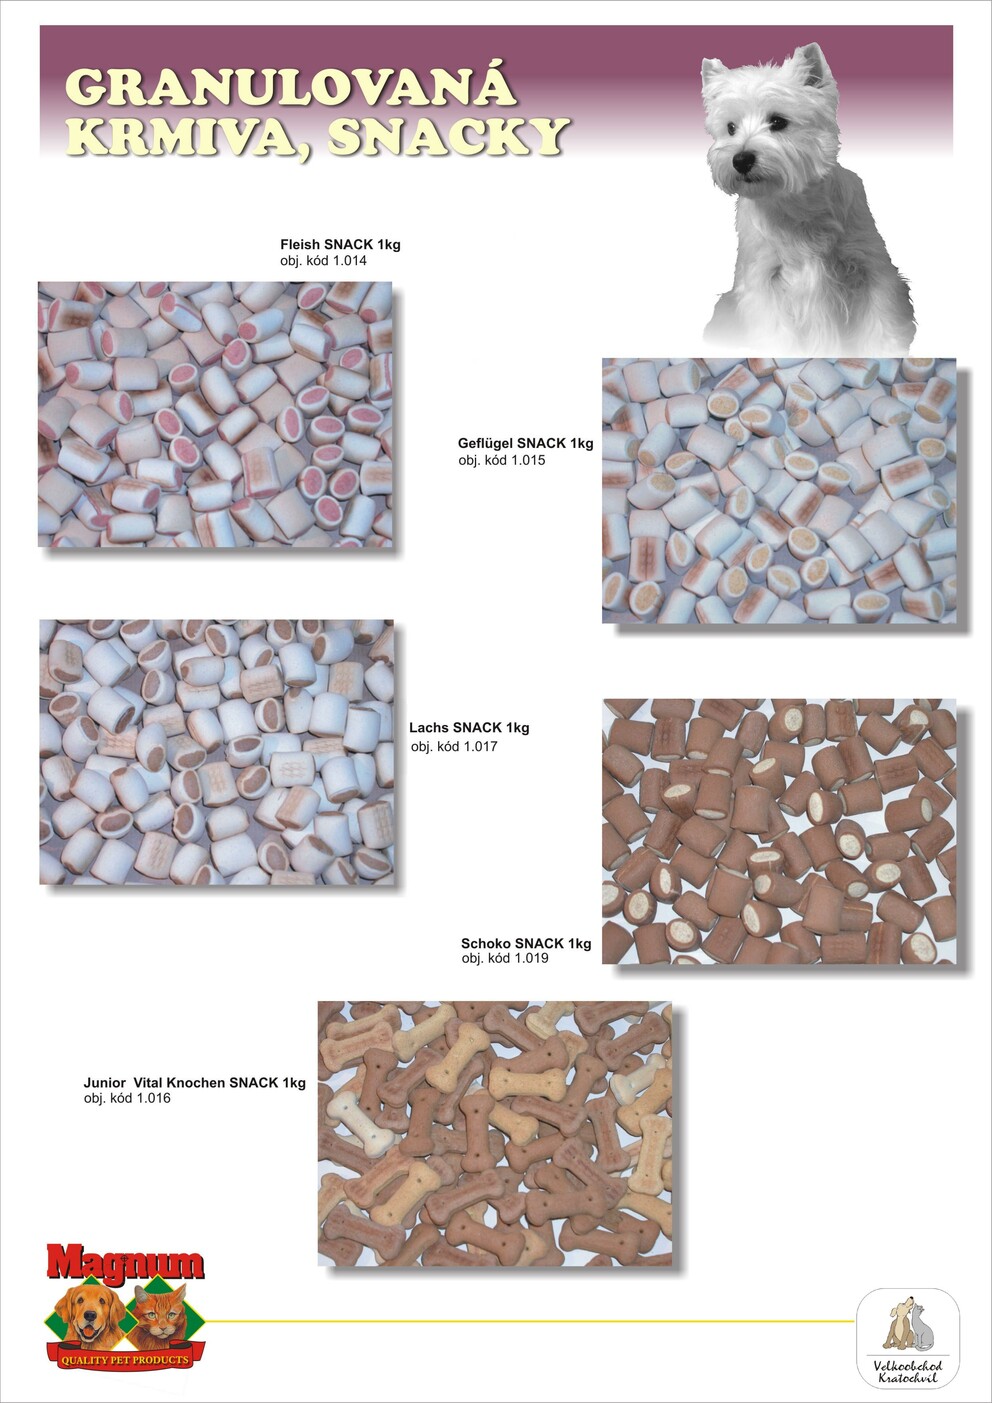 GRANULOVANÁ
KRMIVA, SNACKY
Fleish SNACK 1kg
obj. kód 1.014
Geflügel SNACK 1kg
obj. kód 1.015
Lachs SNACK 1kg
obj. kód 1.017
Schoko SNACK 1kg
obj. kód 1.019
Junior Vital Knochen SNACK 1kg
obj. kód 1.016
Magnum
QUALITY PET PRODUCTS
Velkoobchod
Kratochvíl